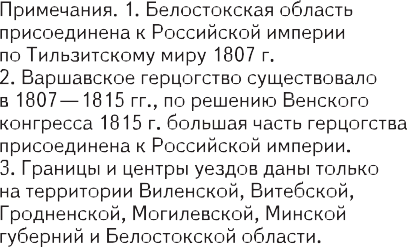 Примечания. 1. Белостокская область
присоединена к Российской империи
по Тильзитскому миру 1807 г.
2. Варшавское герцогство существовало
в 1807—1815 гг., по решению Венского
конгресса 1815 г. большая часть герцогства
присоединена к Российской империи.
3. Границы и центры уездов даны только
на территории Виленской, Витебской,
Гродненской, Могилевской, Минской
губерний и Белостокской области.